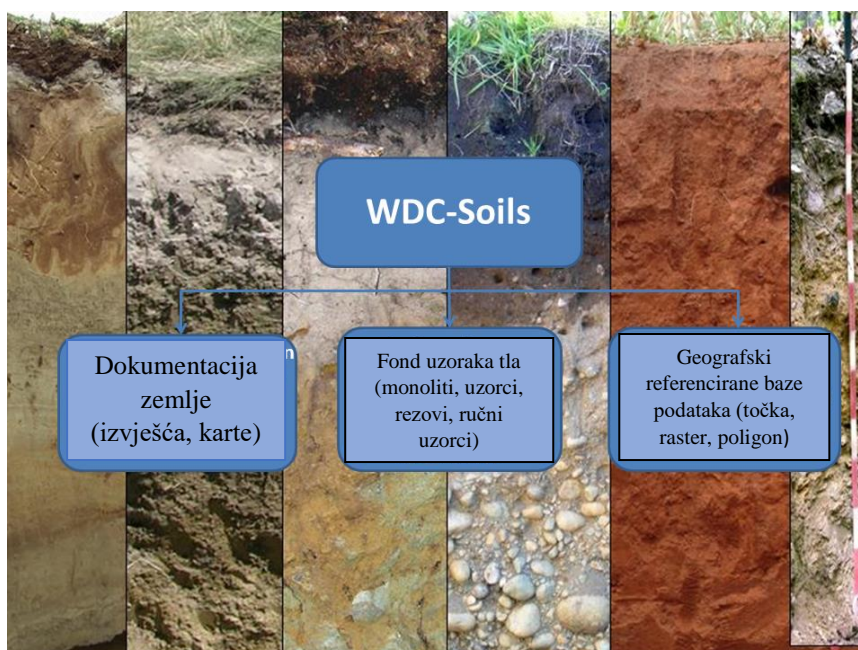 WDC-Soils
Dokumentacija
zemlje
(izvješća, karte)
n
Fond uzoraka tla
(monoliti, uzorci,
rezovi, ručni
uzorci)
Geografski
referencirane baze
podataka (točka,
raster, poligon)